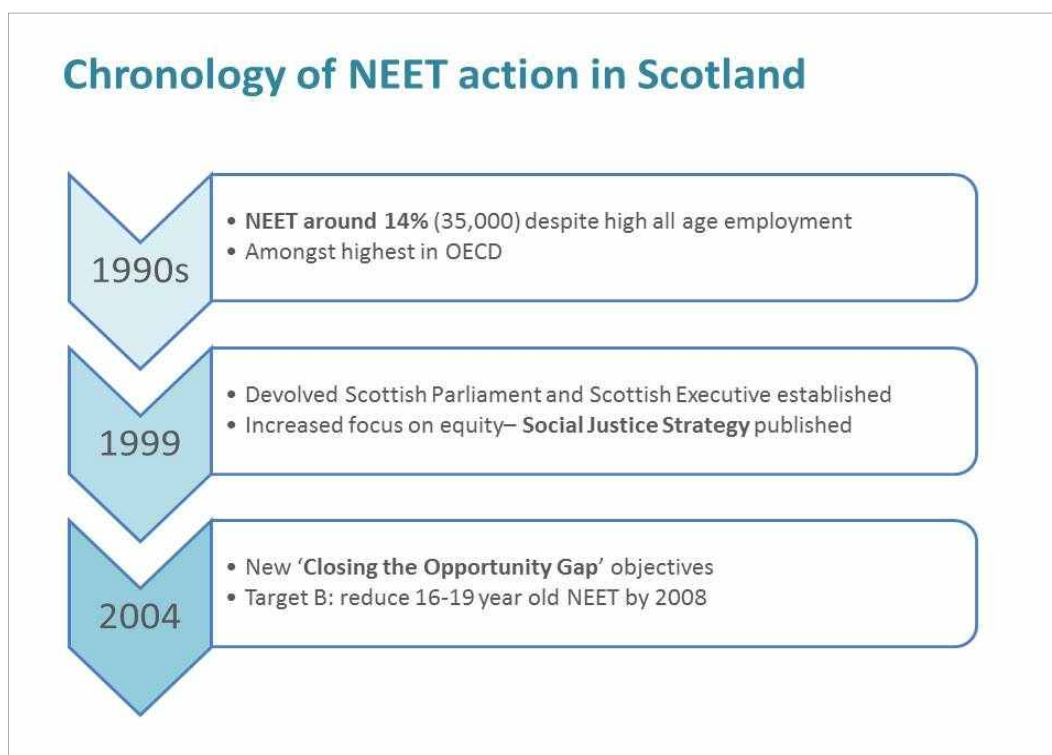 Chronology of NEET action in Scotland
1990s
• NEET around 14% (35,000) despite high all age employment
• Amongst highest in OECD
1999
• Devolved Scottish Parliament and Scottish Executive established
• Increased focus on equity– Social Justice Strategy published
2004
• New ‘Closing the Opportunity Gap’ objectives
• Target B: reduce 16-19 year old NEET by 2008